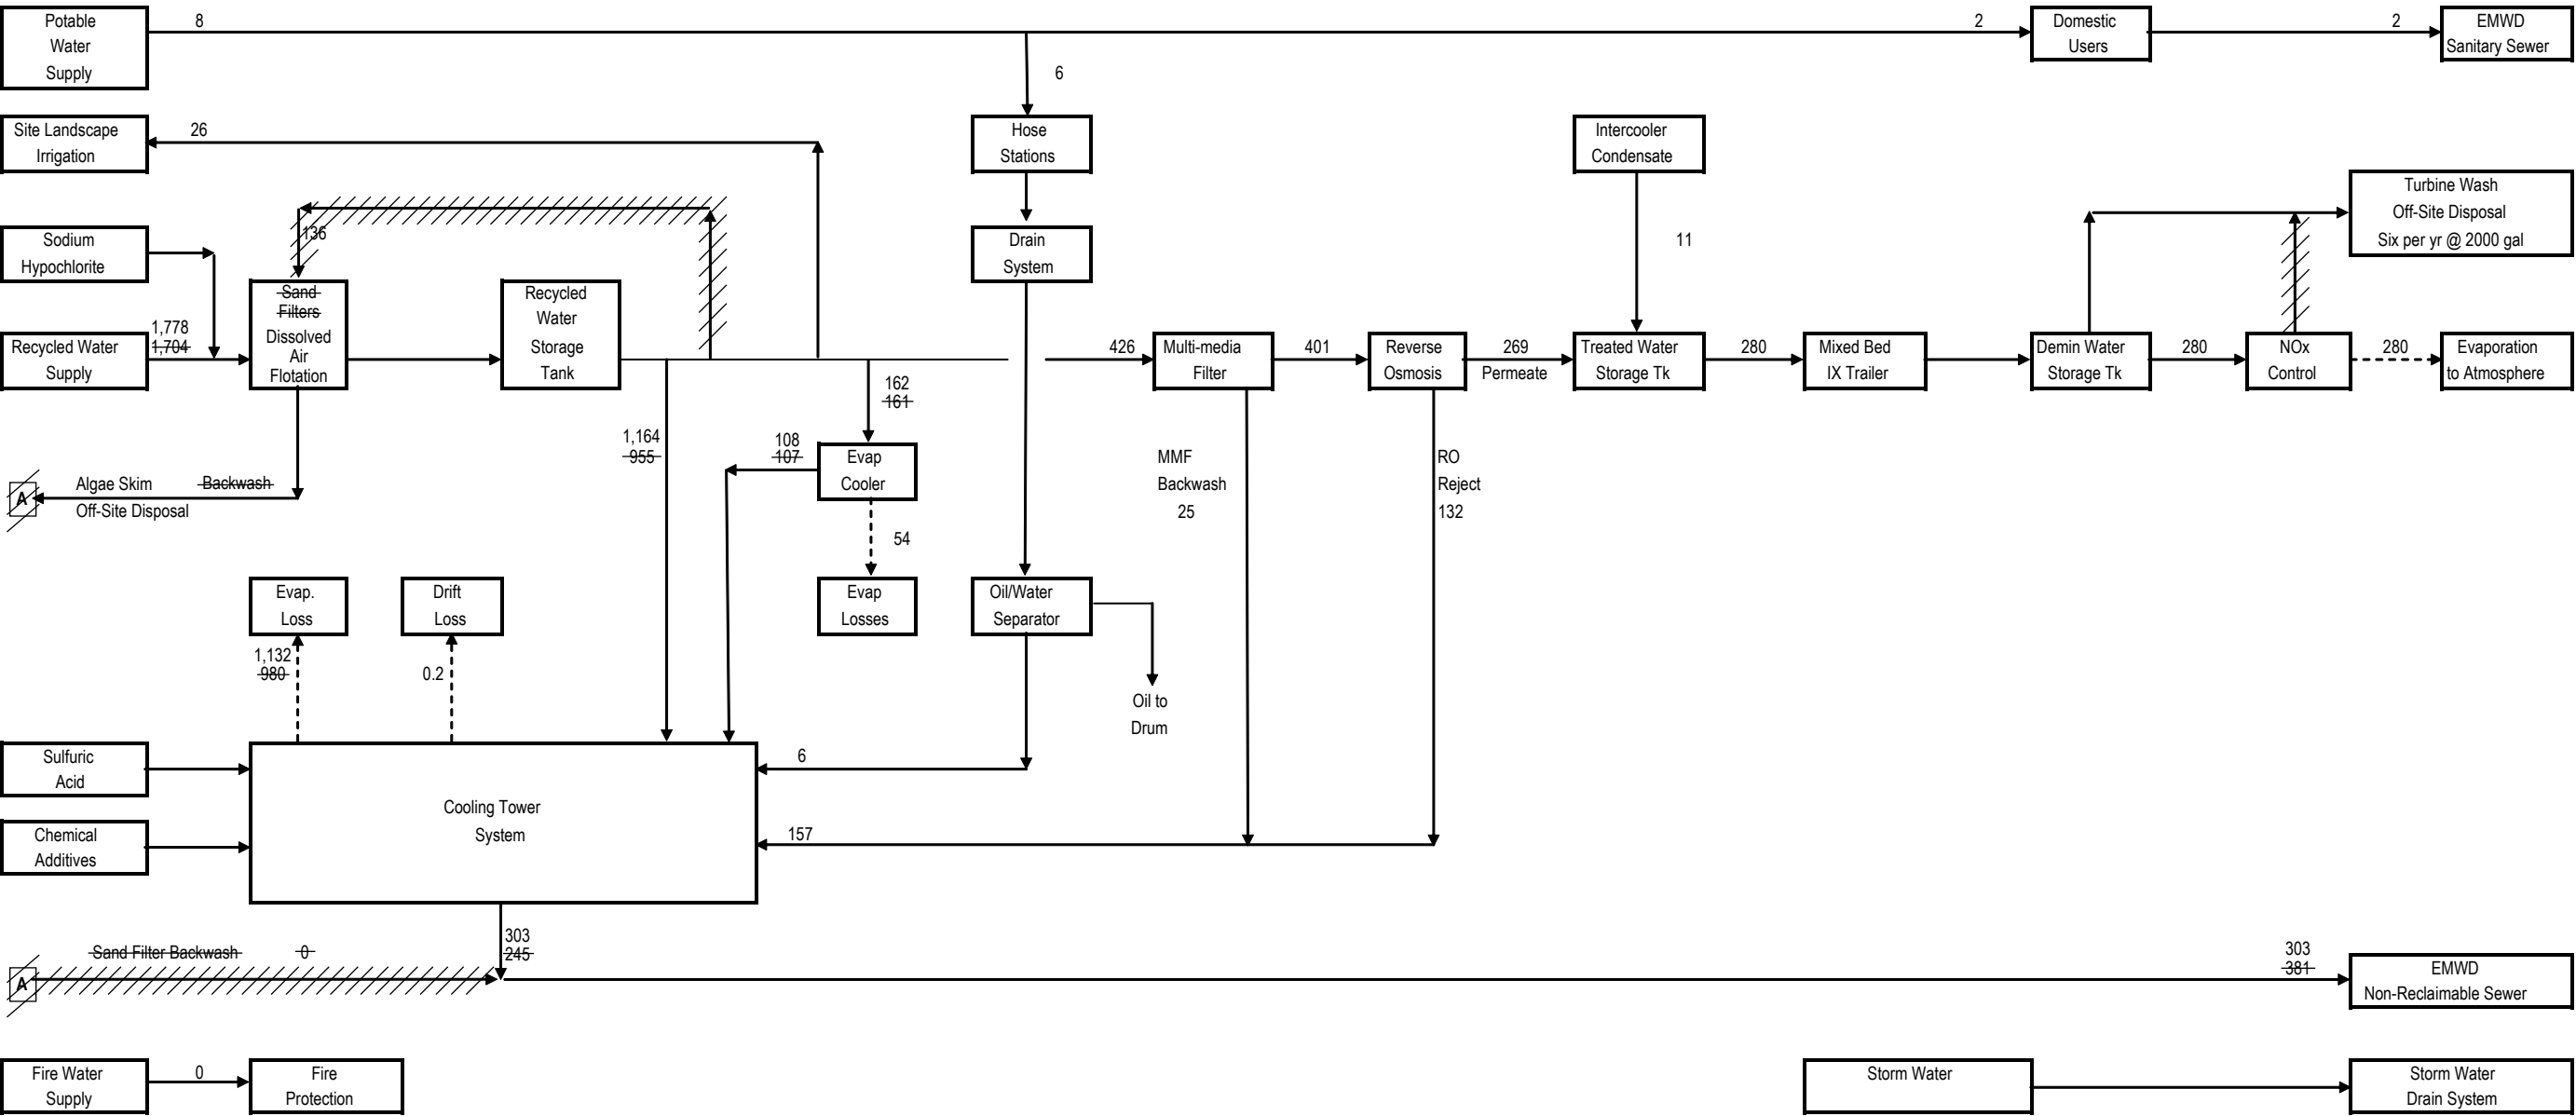 Potable
Water
Supply
8
2
Domestic
Users
2
EMWD
Sanitary Sewer
6
Site Landscape
Irrigation
26
Hose
Stations
Intercooler
Condensate
Turbine Wash
Off-Site Disposal
Six per yr @ 2000 gal
136
Sodium
Hypochlorite
Drain
System
11
Sand
Filters
Dissolved
Air
Flotation
Recycled
Water
Storage
Tank
Recycled Water
Supply
1,778
1,704
426
Multi-media
Filter
401
Reverse
Osmosis
269
Permeate
Treated Water
Storage Tk
280
Mixed Bed
IX Trailer
Demin Water
Storage Tk
280
NOx
Control
280
Evaporation
to Atmosphere
162
161
1,164
955
108
107
Evap
Cooler
MMF
Backwash
25
RO
Reject
132
A
Algae Skim
Backwash
Off-Site Disposal
54
Evap.
Loss
Drift
Loss
Evap
Losses
Oil/Water
Separator
1,132
980
0.2
Oil to
Drum
Sulfuric
Acid
6
Cooling Tower
System
Chemical
Additives
157
303
245
Sand Filter Backwash
0
A
303
381
EMWD
Non-Reclaimable Sewer
Fire Water
Supply
0
Fire
Protection
Storm Water
Storm Water
Drain System